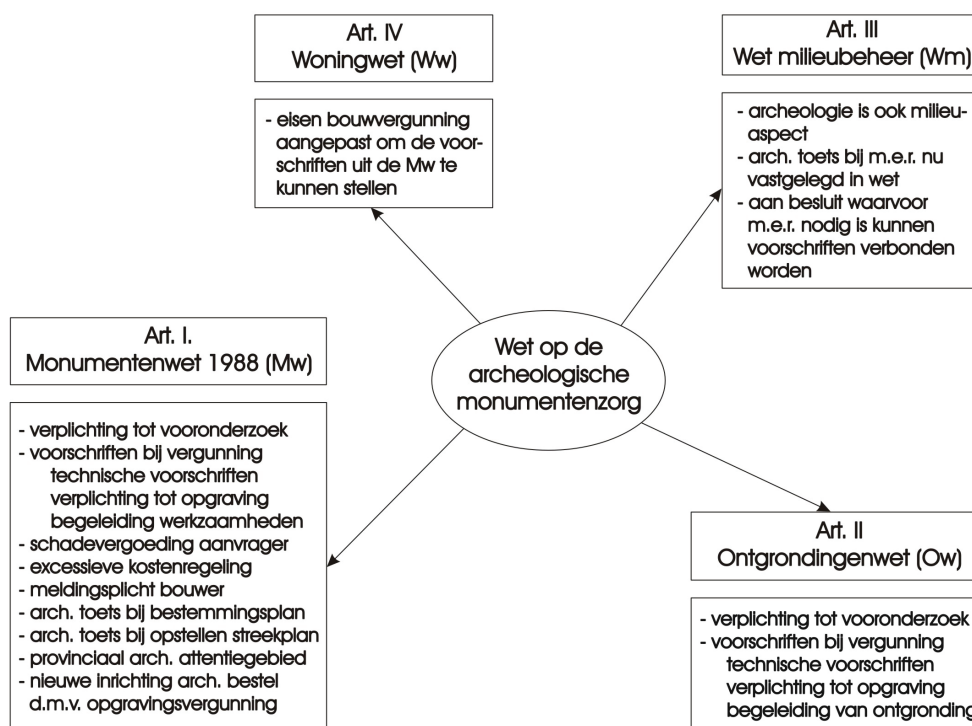 Art. IV
Woningwet (Ww)
- eisen bouwvergunning
aangepast om de voor-
schriften uit de Mw te
kunnen stellen
Art. III
Wet milieubeheer (Wm)
- archeologie is ook milieu-
aspect
- arch. toets bij m.e.r. nu
vastgelegd in wet
- aan besluit waarvoor
m.e.r. nodig is kunnen
voorschriften verbonden
worden
Wet op de
archeologische
monumentenzorg
Art. I.
Monumentenwet 1988 (Mw)
- verplichting tot vooronderzoek
- voorschriften bij vergunning
technische voorschriften
verplichting tot opgraving
begeleiding werkzaamheden
- schadevergoeding aanvrager
- excessieve kostenregeling
- meldingsplicht bouwer
- arch. toets bij bestemmingsplan
- arch. toets bij opstellen streekplan
- provinciaal arch. attentiegebied
- nieuwe inrichting arch. bestel
d.m.v. opgravingsvergunning
Art. II
Ontgrondingenwet (Ow)
- verplichting tot vooronderzoek
- voorschriften bij vergunning
technische voorschriften
verplichting tot opgraving
begeleiding van ontgronding